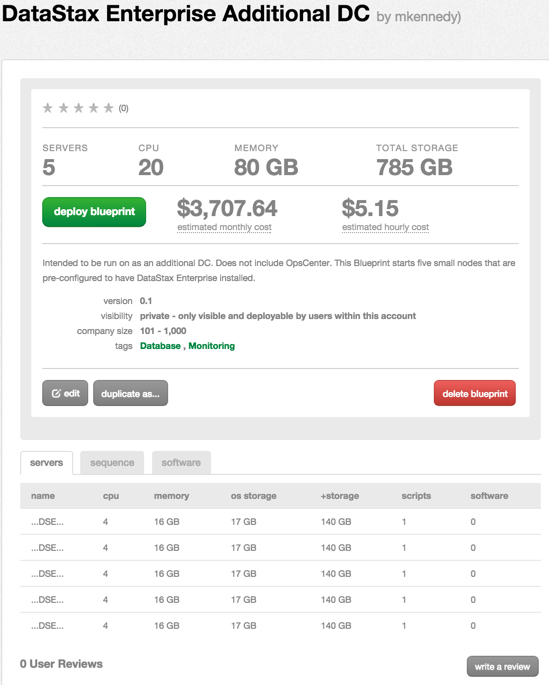 DataStax Enterprise Additional DC by mkennedy)
(0)
SERVERS CPU MEMORY TOTAL STORAGE
5 20 80 GB 785 GB
deploy blueprint $3,707.64 $5.15
estimated monthly cost estimated hourly cost
Intended to be run on as an additional DC. Does not include OpsCenter. This Blueprint starts five small nodes that are
pre-configured to have DataStax Enterprise installed.
version 0.1
visibility private - only visible and deployable by users within this account
company size 101 - 1,000
tags Database , Monitoring
edit duplicate as... delete blueprint
servers sequence software
name cpu memory os storage +storage scripts software
...DSE... 4 16 GB 17 GB 140 GB 1 0
...DSE... 4 16 GB 17 GB 140 GB 1 0
...DSE... 4 16 GB 17 GB 140 GB 1 0
...DSE... 4 16 GB 17 GB 140 GB 1 0
...DSE... 4 16 GB 17 GB 140 GB 1 0
0 User Reviews write a review